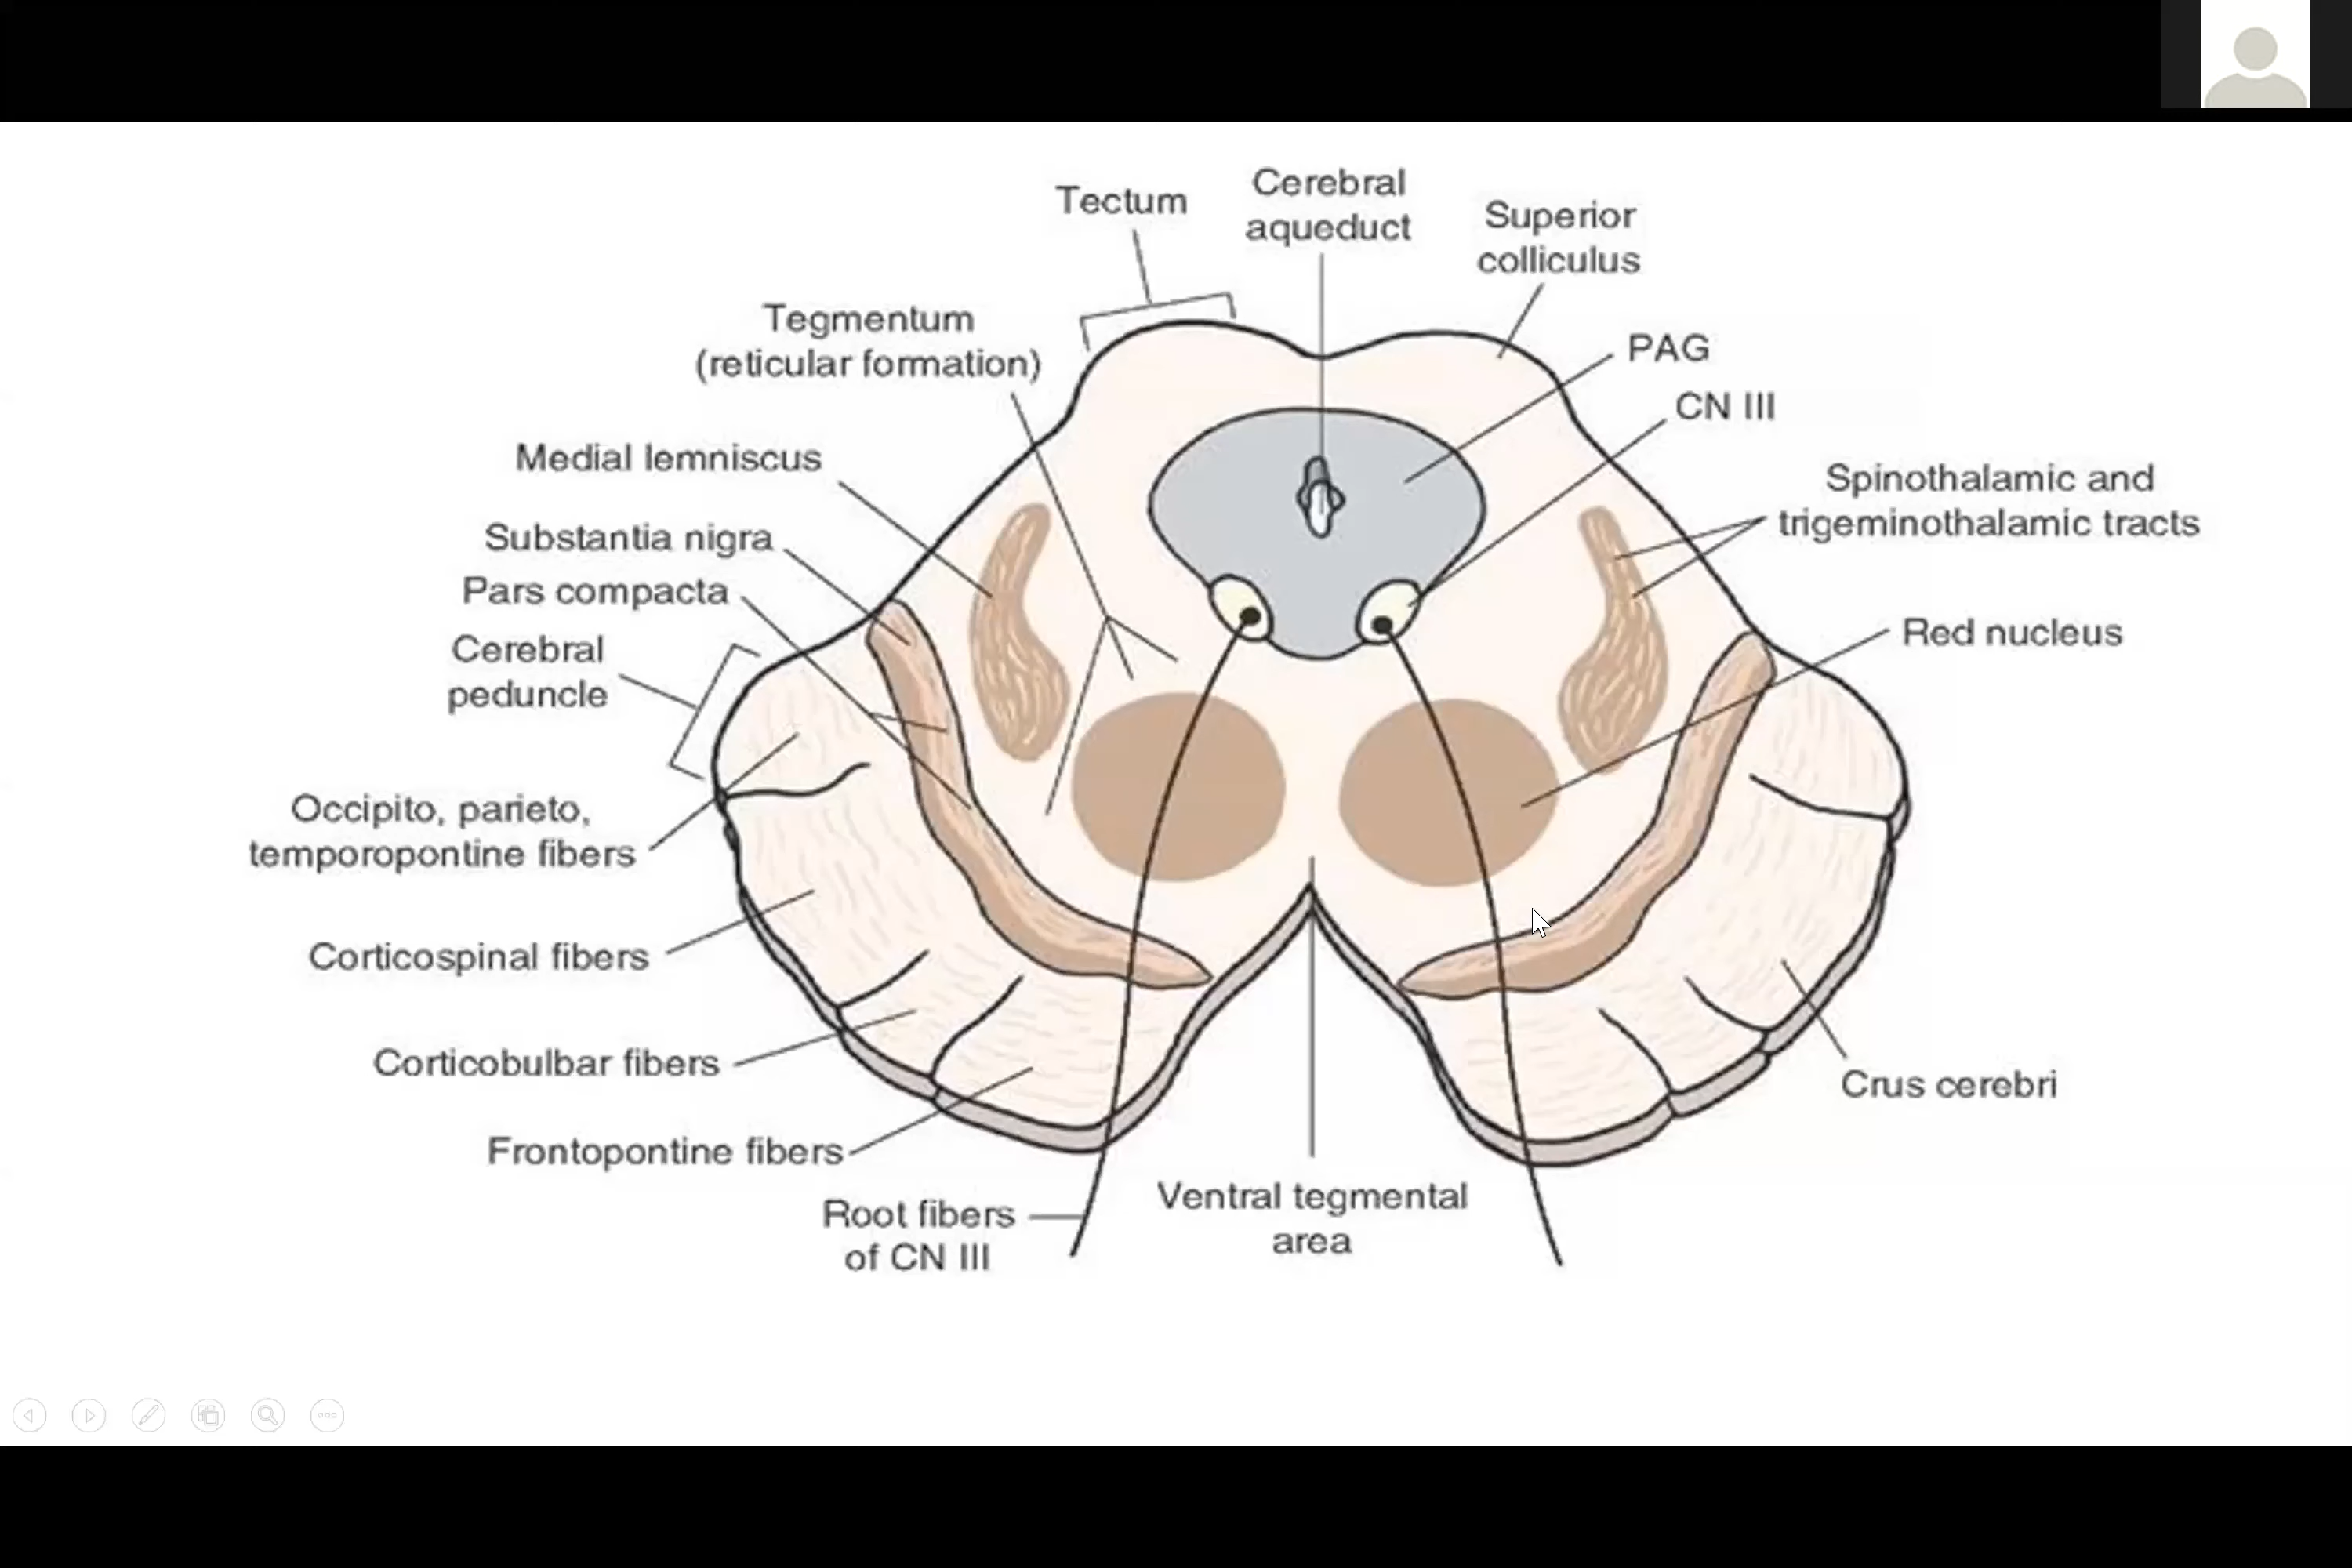 Tectum
Cerebral
aqueduct
Superior
colliculus
Tegmentum
(reticular formation)
PAG
CN III
Medial lemniscus
Spinothalamic and
trigeminothalamic tracts
Substantia nigra
Pars compacta
Cerebral
peduncle
Red nucleus
Occipito, parieto,
temporopontine fibers
Corticospinal fibers
Corticobulbar fibers
Crus cerebri
Frontopontine fibers
Root fibers
of CN III
Ventral tegmental
area